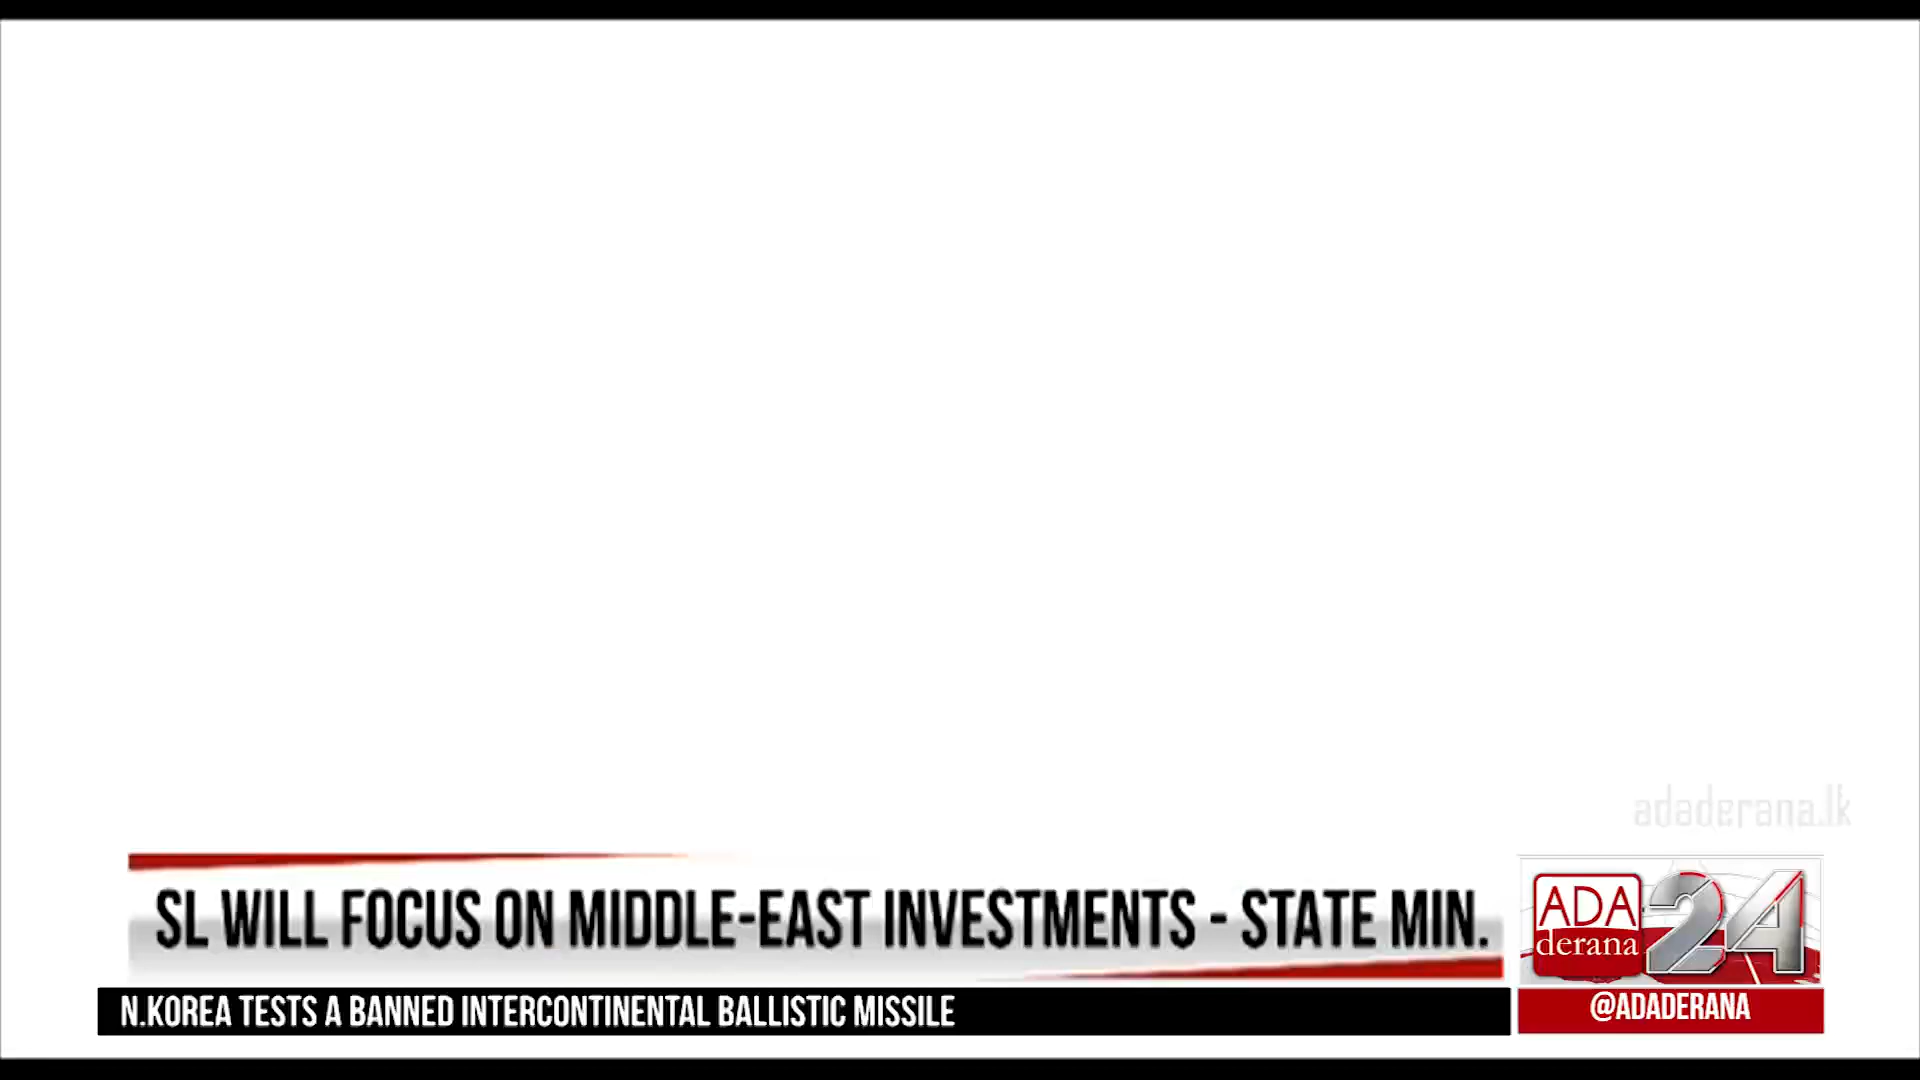 adaderana.lk
SL WILL FOCUS ON MIDDLE-EAST INVESTMENTS - STATE MIN.
ADA
derana
24
N.KOREA TESTS A BANNED INTERCONTINENTAL BALLISTIC MISSILE
@ADADERANA